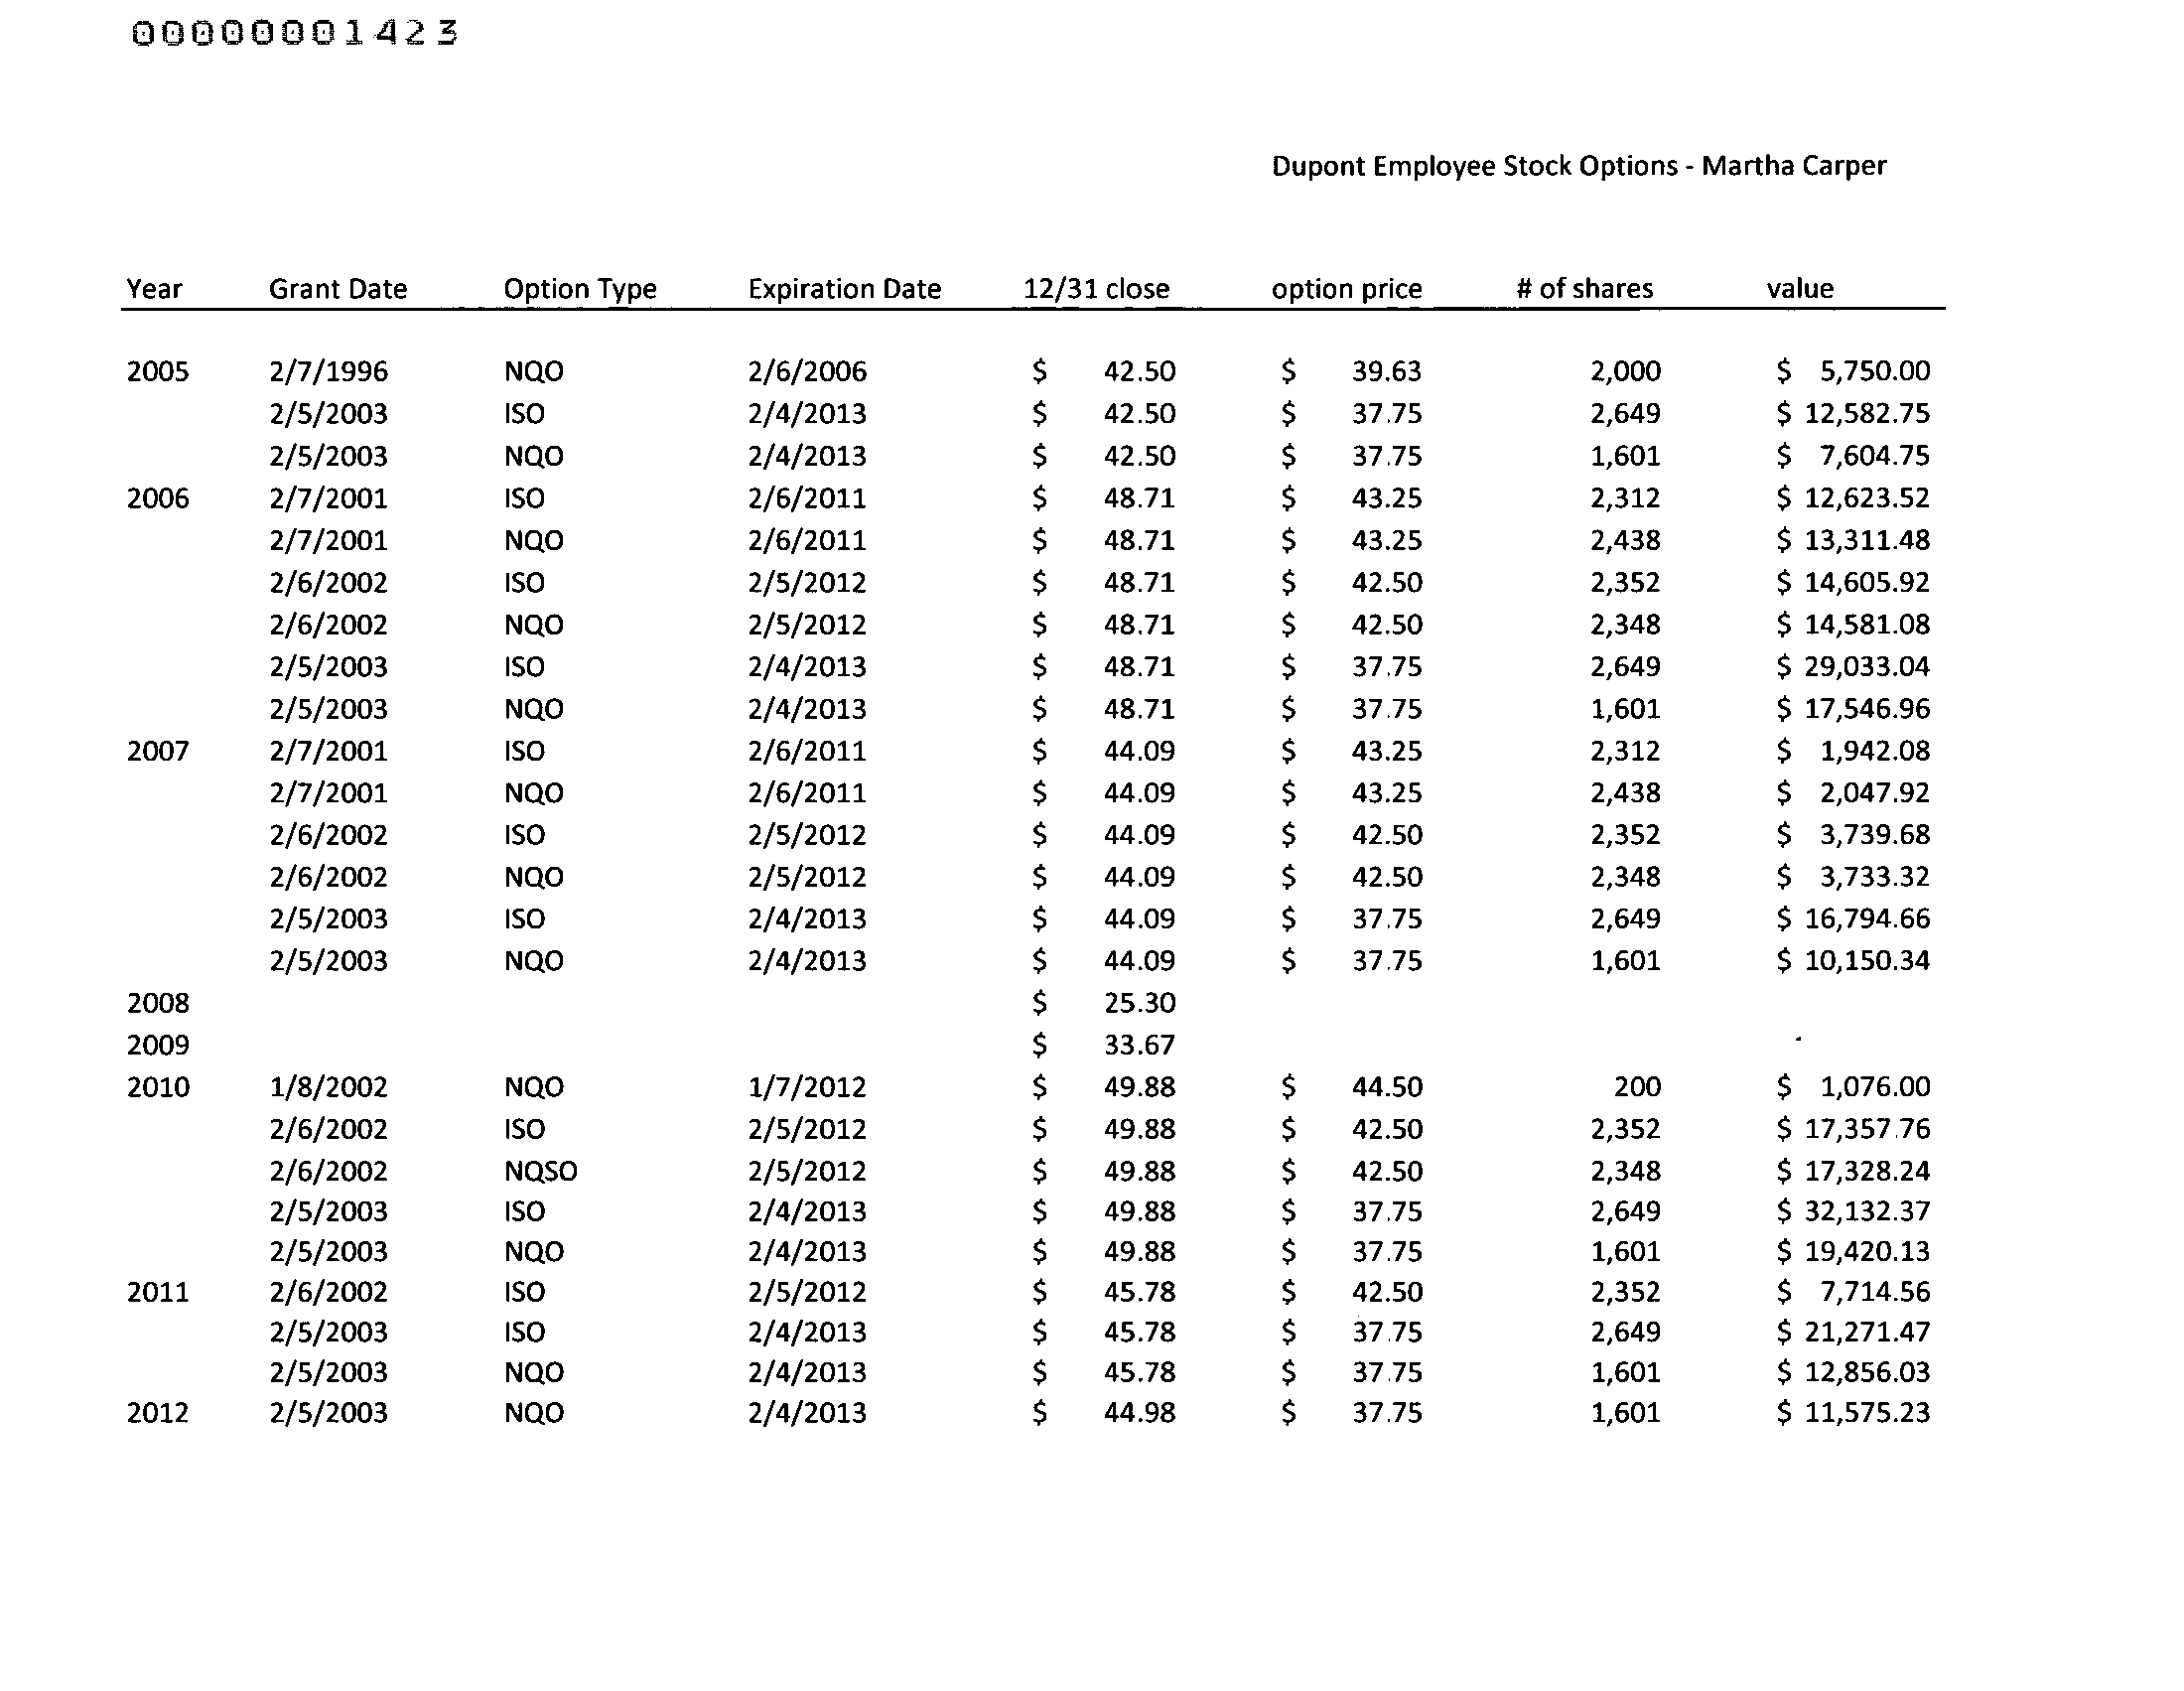 00000001423
Dupont Employee Stock Options - Martha Carper
Year Grant Date Option Type Expiration Date 12/31 close option price # of shares value
2005 2/7/1996 NQO 2/6/2006 $ 42.50 $ 39.63 2,000 $ 5,750.00
2/5/2003 ISO 2/4/2013 $ 42.50 $ 37.75 2,649 $ 12,582.75
2/5/2003 NQO 2/4/2013 $ 42.50 $ 37.75 1,601 $ 7,604.75
2006 2/7/2001 ISO 2/6/2011 $ 48.71 $ 43.25 2,312 $ 12,623.52
2/7/2001 NQO 2/6/2011 $ 48.71 $ 43.25 2,438 $ 13,311.48
2/6/2002 ISO 2/5/2012 $ 48.71 $ 42.50 2,352 $ 14,605.92
2/6/2002 NQO 2/5/2012 $ 48.71 $ 42.50 2,348 $ 14,581.08
2/5/2003 ISO 2/4/2013 $ 48.71 $ 37.75 2,649 $ 29,033.04
2/5/2003 NQO 2/4/2013 $ 48.71 $ 37.75 1,601 $ 17,546.96
2007 2/7/2001 ISO 2/6/2011 $ 44.09 $ 43.25 2,312 $ 1,942.08
2/7/2001 NQO 2/6/2011 $ 44.09 $ 43.25 2,438 $ 2,047.92
2/6/2002 ISO 2/5/2012 $ 44.09 $ 42.50 2,352 $ 3,739.68
2/6/2002 NQO 2/5/2012 $ 44.09 $ 42.50 2,348 $ 3,733.32
2/5/2003 ISO 2/4/2013 $ 44.09 $ 37.75 2,649 $ 16,794.66
2/5/2003 NQO 2/4/2013 $ 44.09 $ 37.75 1,601 $ 10,150.34
2008 $ 25.30
2009 $ 33.67
2010 1/8/2002 NQO 1/7/2012 $ 49.88 $ 44.50 200 $ 1,076.00
2/6/2002 ISO 2/5/2012 $ 49.88 $ 42.50 2,352 $ 17,357.76
2/6/2002 NQSO 2/5/2012 $ 49.88 $ 42.50 2,348 $ 17,328.24
2/5/2003 ISO 2/4/2013 $ 49.88 $ 37.75 2,649 $ 32,132.37
2/5/2003 NQO 2/4/2013 $ 49.88 $ 37.75 1,601 $ 19,420.13
2011 2/6/2002 ISO 2/5/2012 $ 45.78 $ 42.50 2,352 $ 7,714.56
2/5/2003 ISO 2/4/2013 $ 45.78 $ 37.75 2,649 $ 21,271.47
2/5/2003 NQO 2/4/2013 $ 45.78 $ 37.75 1,601 $ 12,856.03
2012 2/5/2003 NQO 2/4/2013 $ 44.98 $ 37.75 1,601 $ 11,575.23